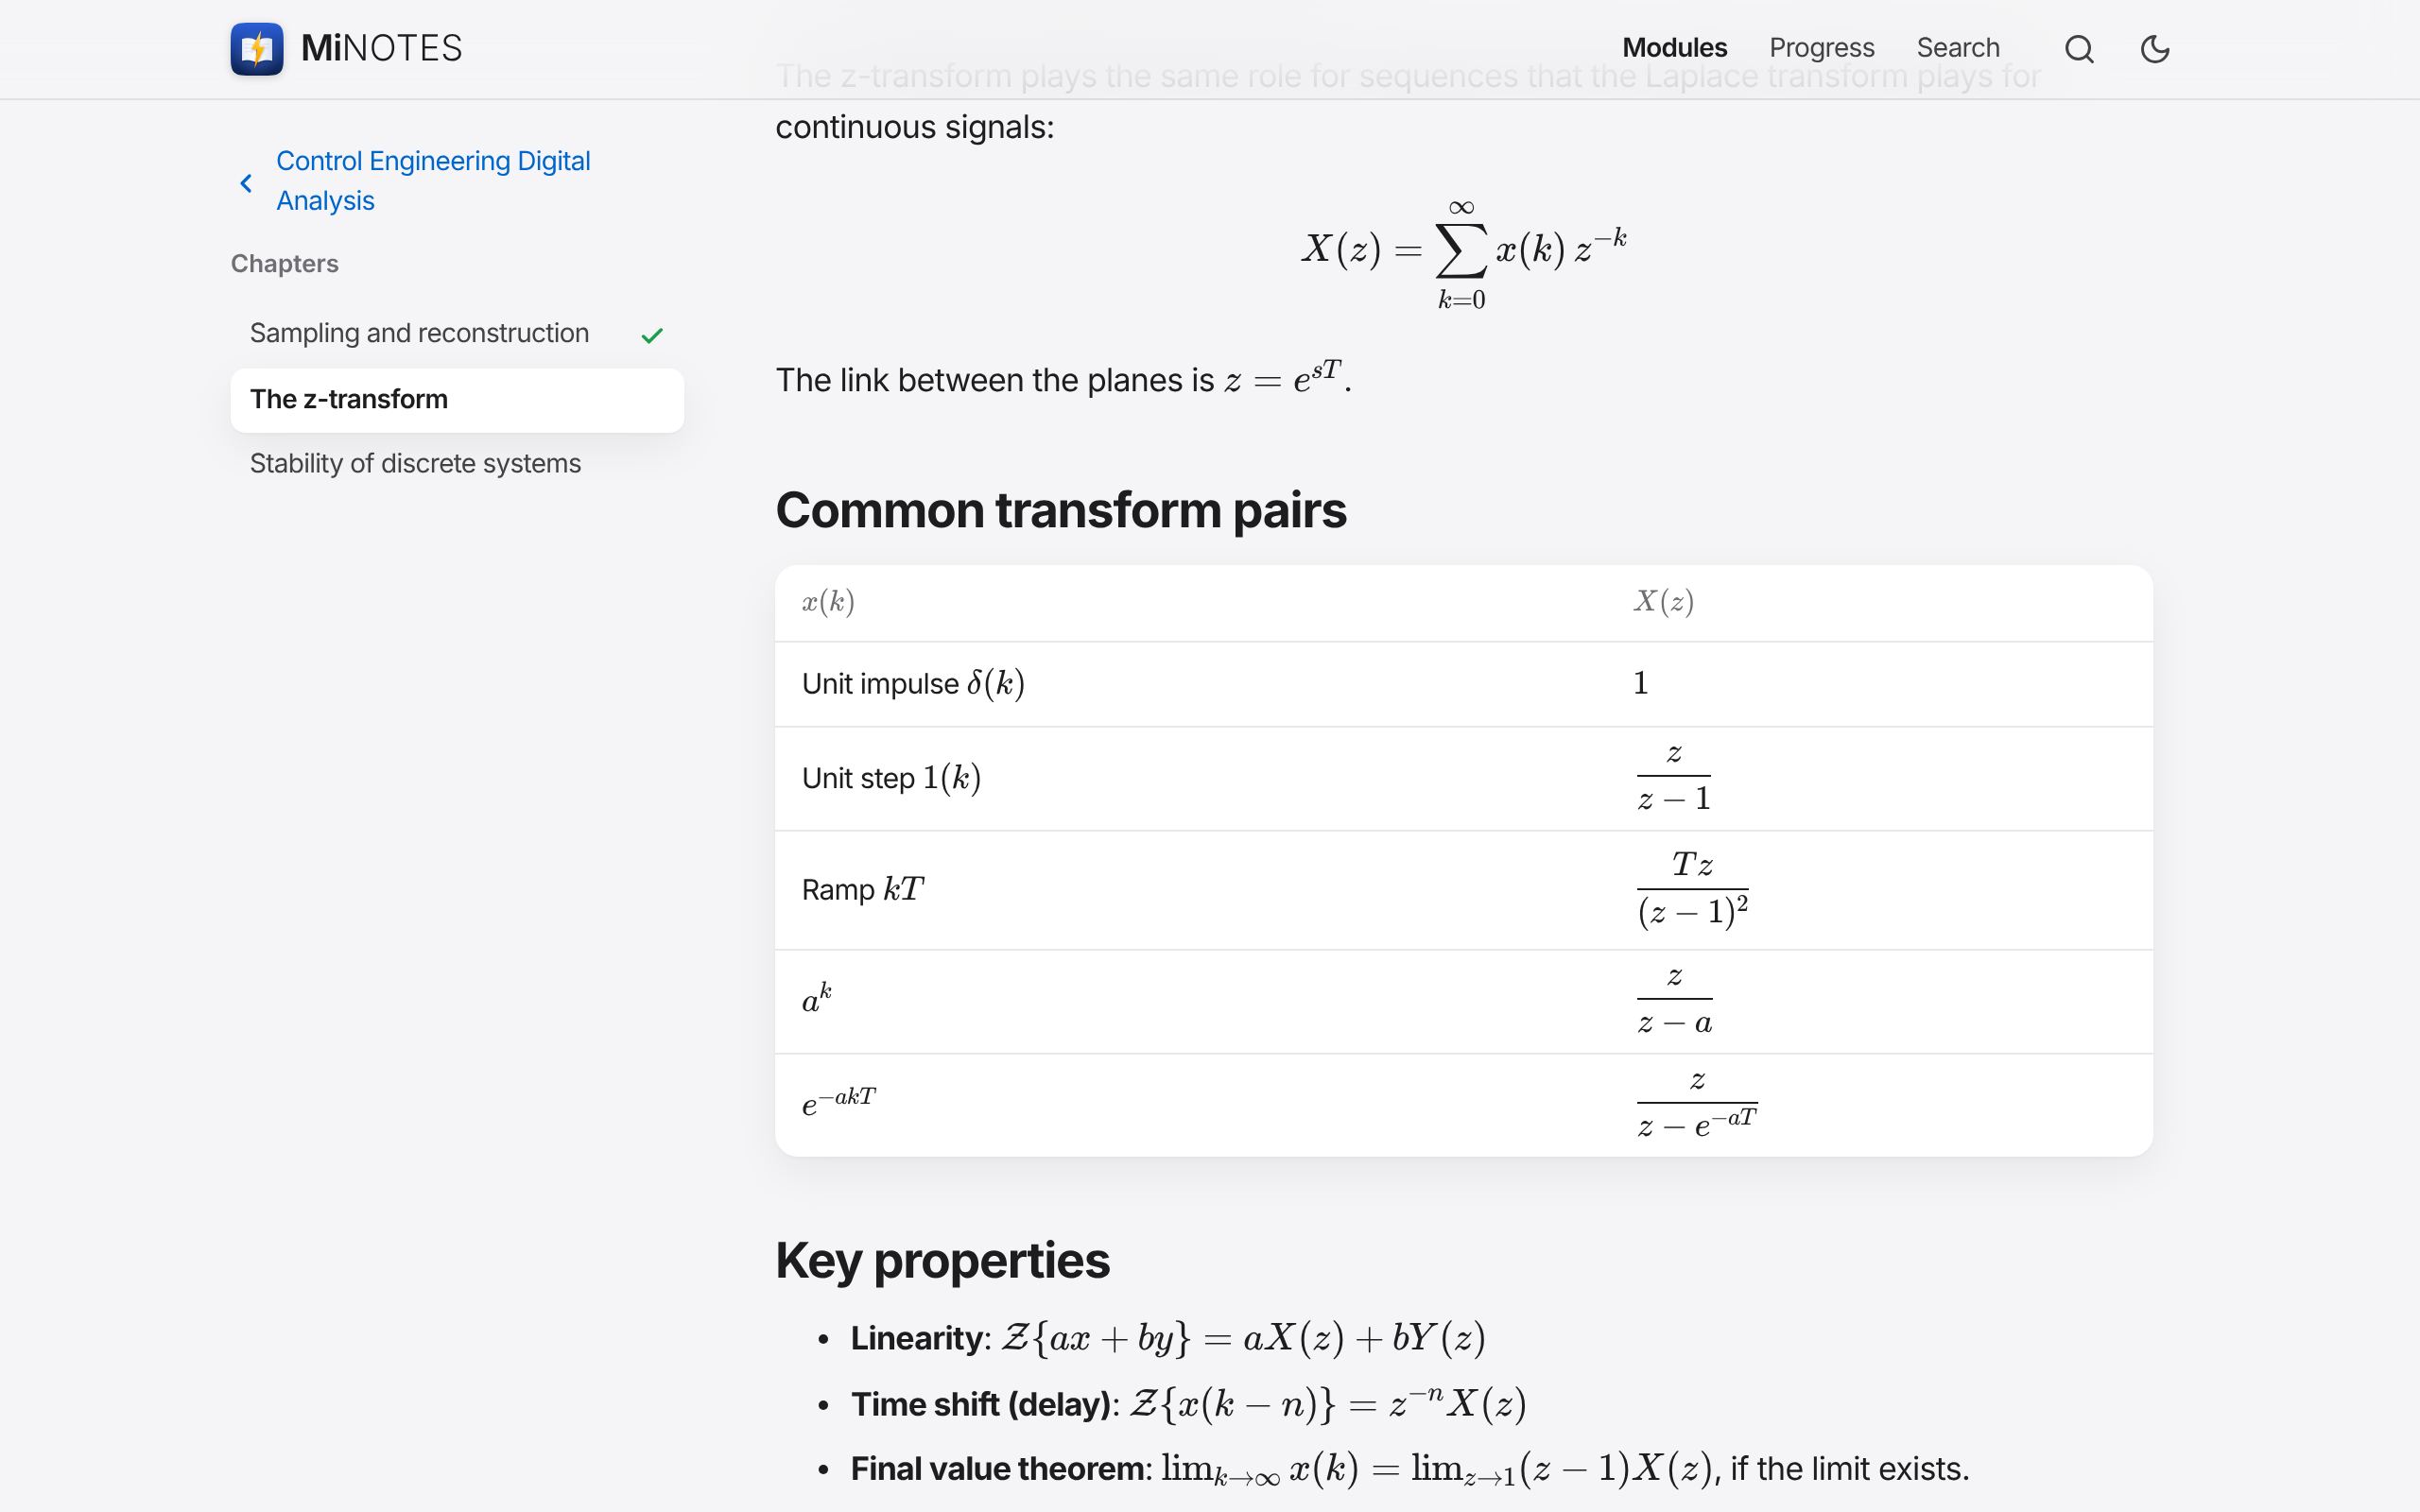 MiNOTES
Modules Progress Search
The z-transform plays the same role for sequences that the Laplace transform plays for
continuous signals:
Control Engineering Digital
Analysis
Chapters
Sampling and reconstruction
The z-transform
Stability of discrete systems
X(z) = ∑_{k=0}^{∞} x(k) z^{−k}
The link between the planes is z = e^{sT}.
Common transform pairs
x(k) X(z)
Unit impulse δ(k) 1
Unit step 1(k) z/(z − 1)
Ramp kT Tz/(z − 1)^2
a^k z/(z − a)
e^{−akT} z/(z − e^{−aT})
Key properties
• Linearity: 𝒵{ax + by} = aX(z) + bY(z)
• Time shift (delay): 𝒵{x(k − n)} = z^{−n}X(z)
• Final value theorem: lim_{k→∞} x(k) = lim_{z→1}(z − 1)X(z), if the limit exists.